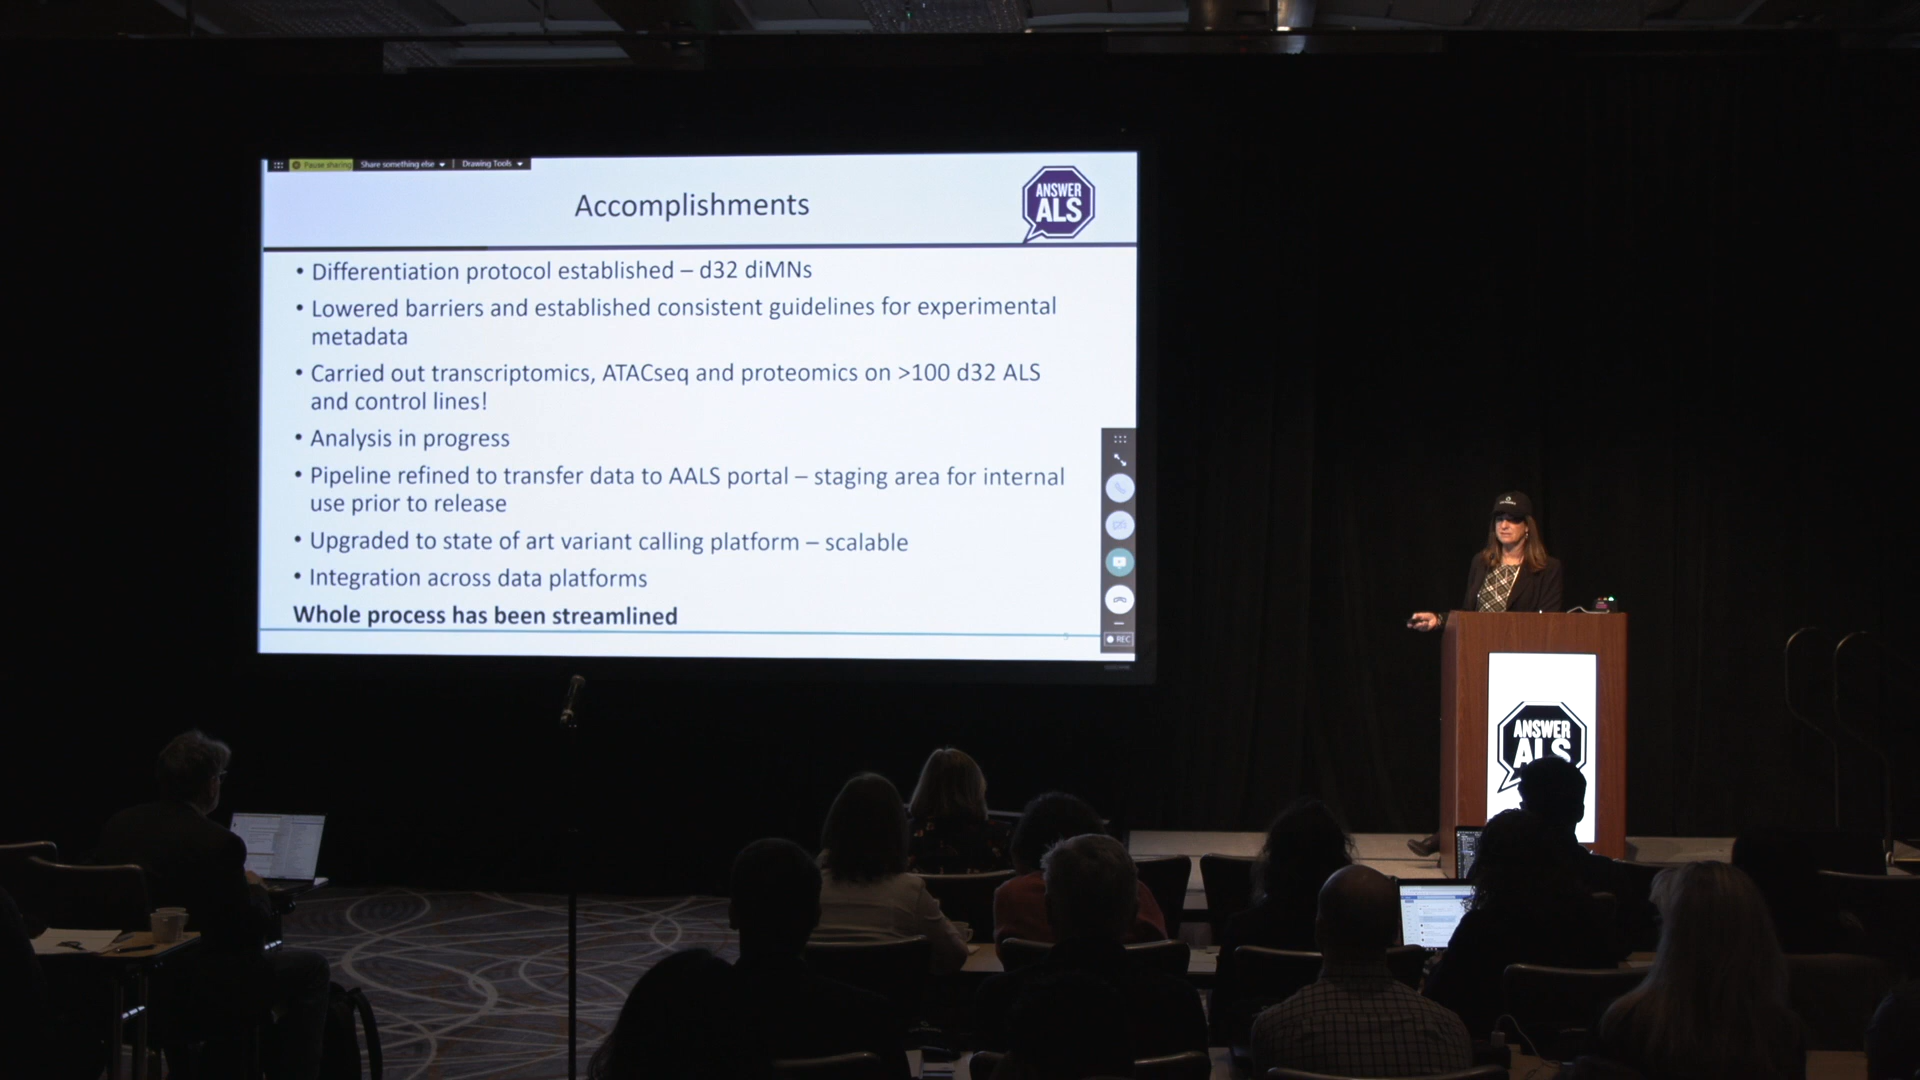 Pause sharing Share something else Drawing Tools
Accomplishments
ANSWER
ALS
• Differentiation protocol established – d32 diMNs
• Lowered barriers and established consistent guidelines for experimental
metadata
• Carried out transcriptomics, ATACseq and proteomics on >100 d32 ALS
and control lines!
• Analysis in progress
• Pipeline refined to transfer data to AALS portal – staging area for internal
use prior to release
• Upgraded to state of art variant calling platform – scalable
• Integration across data platforms
Whole process has been streamlined
5
REC
ANSWER
ALS